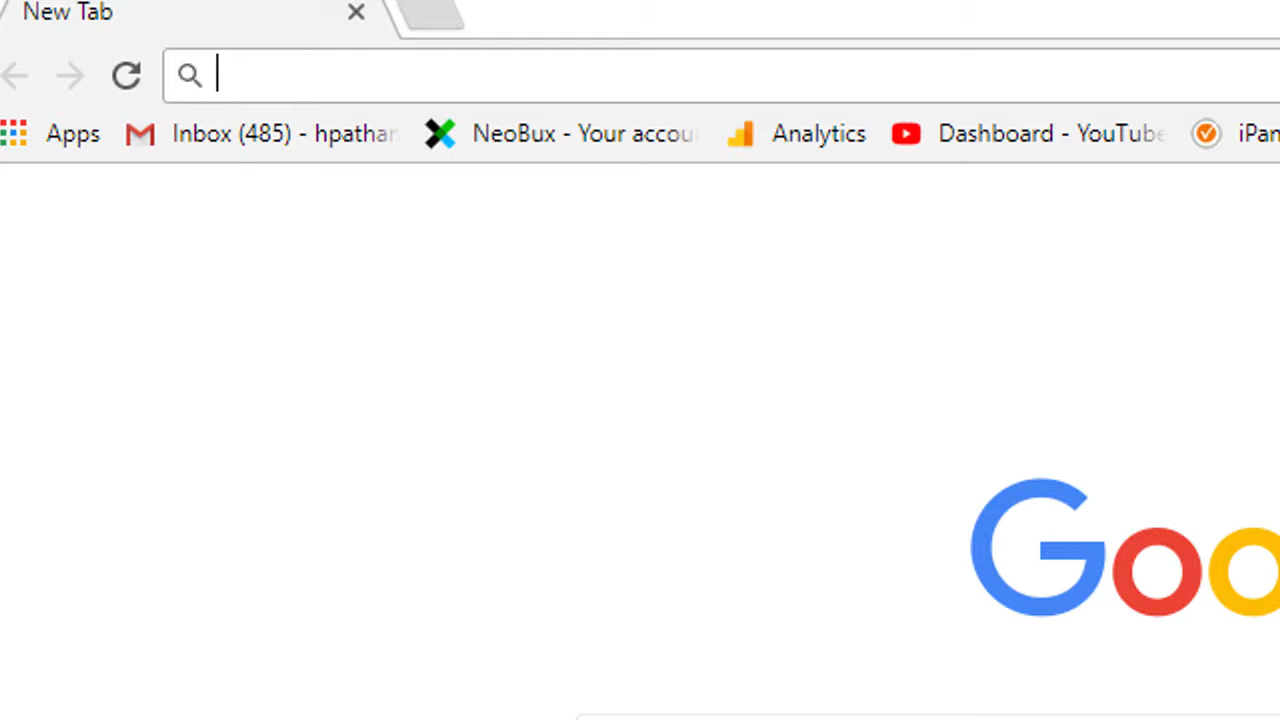 New Tab
Apps Inbox (485) - hpathan NeoBux - Your accou Analytics Dashboard - YouTube iPan
Goo